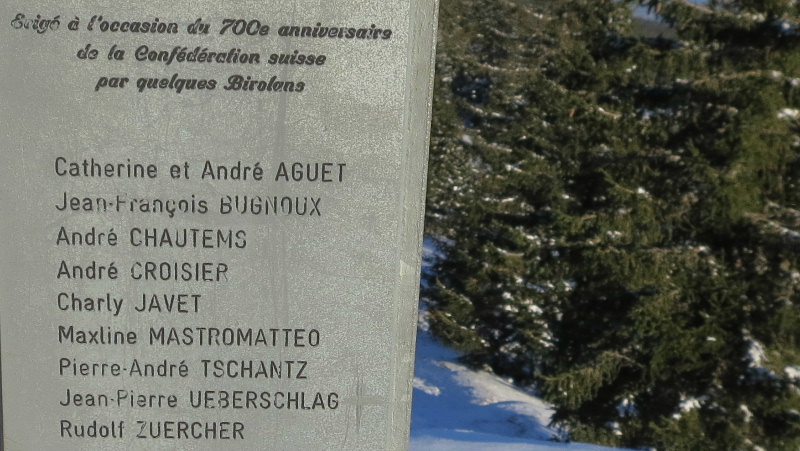 Erigé à l'occasion du 700e anniversaire
de la Confédération suisse
par quelques Birolans
Catherine et André AGUET
Jean-François BUGNOUX
André CHAUTEMS
André CROISIER
Charly JAVET
Maxline MASTROMATTEO
Pierre-André TSCHANTZ
Jean-Pierre UEBERSCHLAG
Rudolf ZUERCHER